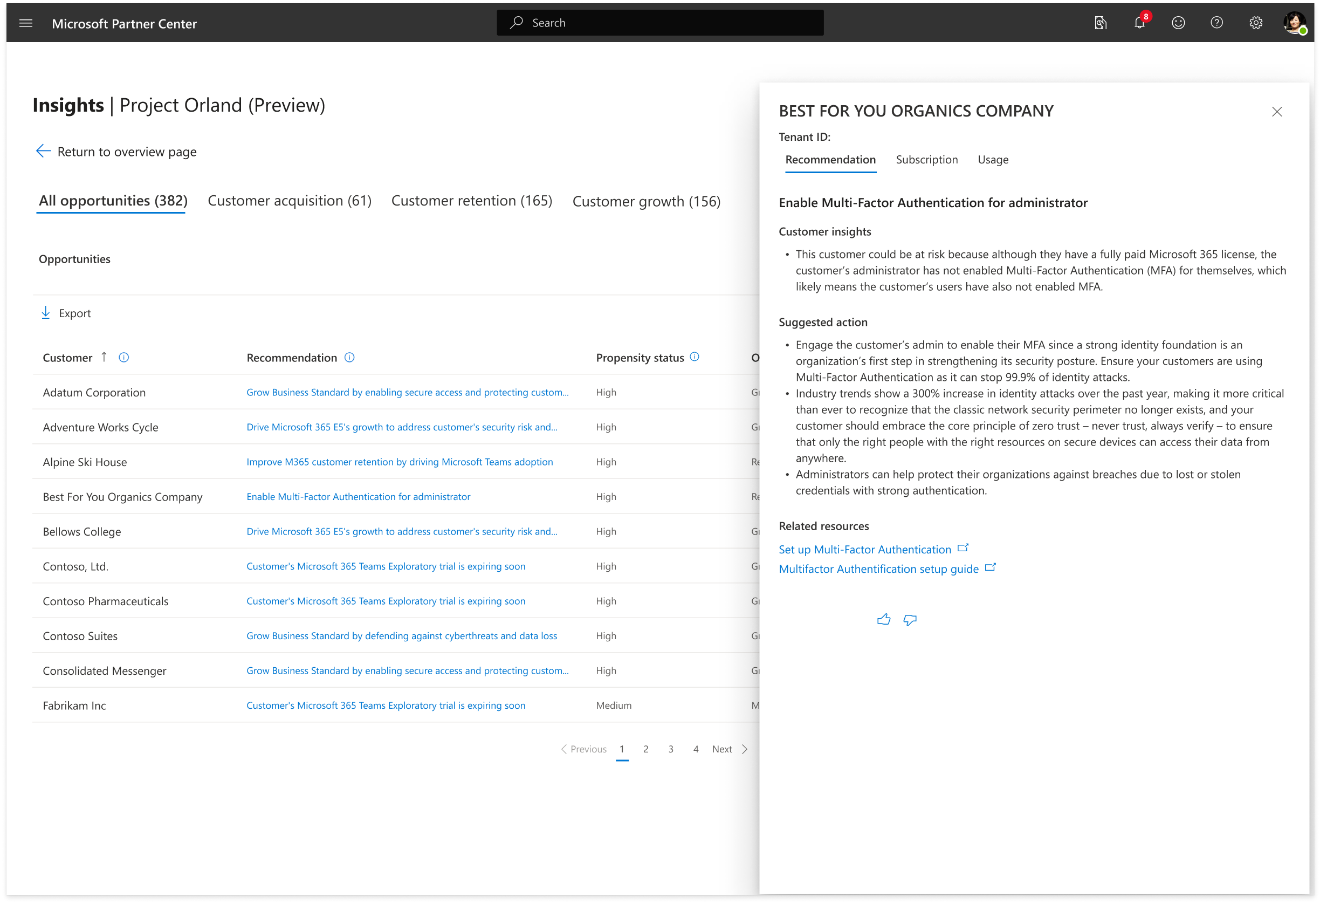 Microsoft Partner Center
Search
8
Insights | Project Orland (Preview)
Return to overview page
All opportunities (382) Customer acquisition (61) Customer retention (165) Customer growth (156)
Opportunities
Export
Customer Recommendation Propensity status O
Adatum Corporation Grow Business Standard by enabling secure access and protecting custom... High Gr
Adventure Works Cycle Drive Microsoft 365 E5's growth to address customer's security risk and... High Gr
Alpine Ski House Improve M365 customer retention by driving Microsoft Teams adoption High Re
Best For You Organics Company Enable Multi-Factor Authentication for administrator High Re
Bellows College Drive Microsoft 365 E5's growth to address customer's security risk and... High Gr
Contoso, Ltd. Customer's Microsoft 365 Teams Exploratory trial is expiring soon High Gr
Contoso Pharmaceuticals Customer's Microsoft 365 Teams Exploratory trial is expiring soon High Gr
Contoso Suites Grow Business Standard by defending against cyberthreats and data loss High Gr
Consolidated Messenger Grow Business Standard by enabling secure access and protecting custom... High Gr
Fabrikam Inc Customer's Microsoft 365 Teams Exploratory trial is expiring soon Medium M
Previous 1 2 3 4 Next
BEST FOR YOU ORGANICS COMPANY
Tenant ID:
Recommendation Subscription Usage
Enable Multi-Factor Authentication for administrator
Customer insights
• This customer could be at risk because although they have a fully paid Microsoft 365 license, the
customer's administrator has not enabled Multi-Factor Authentication (MFA) for themselves, which
likely means the customer's users have also not enabled MFA.
Suggested action
• Engage the customer's admin to enable their MFA since a strong identity foundation is an
organization's first step in strengthening its security posture. Ensure your customers are using
Multi-Factor Authentication as it can stop 99.9% of identity attacks.
• Industry trends show a 300% increase in identity attacks over the past year, making it more critical
than ever to recognize that the classic network security perimeter no longer exists, and your
customer should embrace the core principle of zero trust – never trust, always verify – to ensure
that only the right people with the right resources on secure devices can access their data from
anywhere.
• Administrators can help protect their organizations against breaches due to lost or stolen
credentials with strong authentication.
Related resources
Set up Multi-Factor Authentication
Multifactor Authentification setup guide